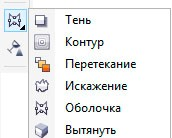 Тень
Контур
Перетекание
Искажение
Оболочка
Вытянуть